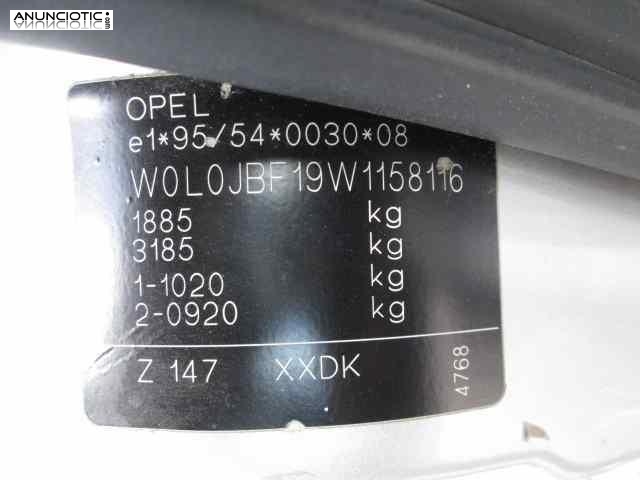 ANUNCIOTIC.com
OPEL
e1*95/54*0030*08
W0L0JBF19W1158116
1885 kg
3185 kg
1-1020 kg
2-0920 kg
Z 147 XXDK 4768